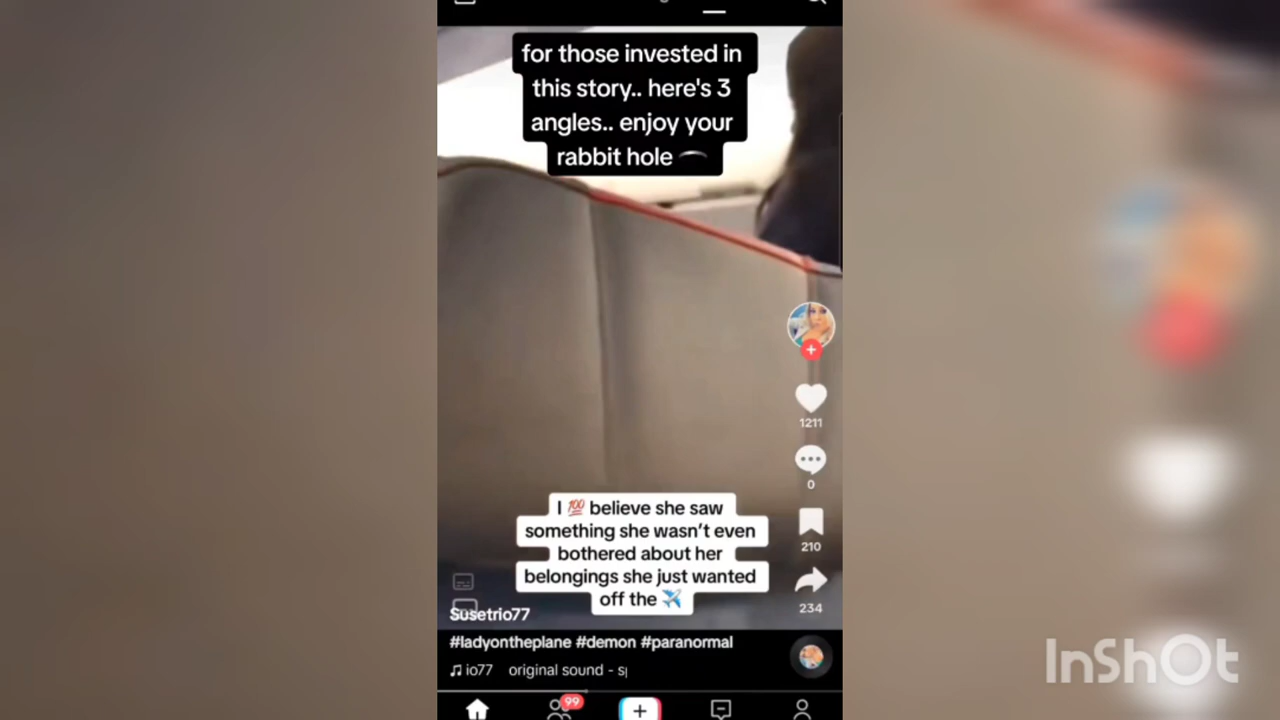 for those invested in
this story.. here's 3
angles.. enjoy your
rabbit hole
1211
0
210
234
I 💯 believe she saw
something she wasn't even
bothered about her
belongings she just wanted
off the ✈️
Susetrio77
#ladyontheplane #demon #paranormal
io77 original sound - s
99
InShOt